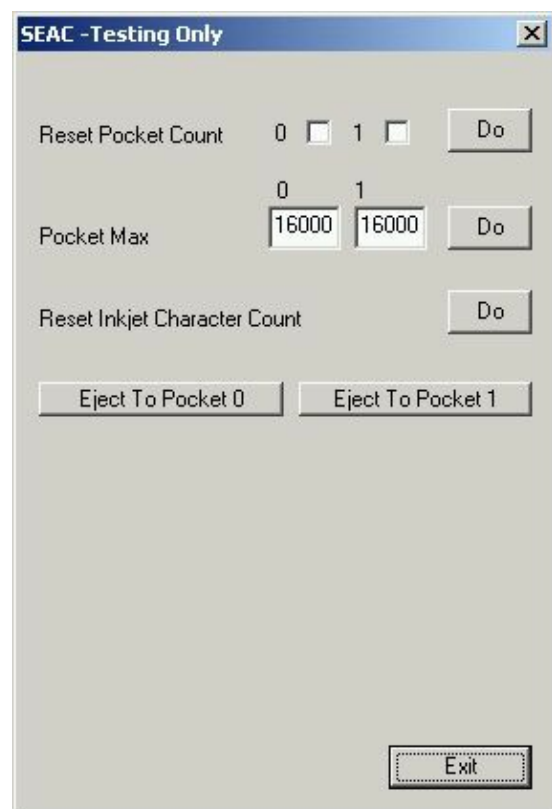 SEAC -Testing Only
Reset Pocket Count 0 1 Do
0 1
Pocket Max 16000 16000 Do
Reset Inkjet Character Count Do
Eject To Pocket 0 Eject To Pocket 1
Exit